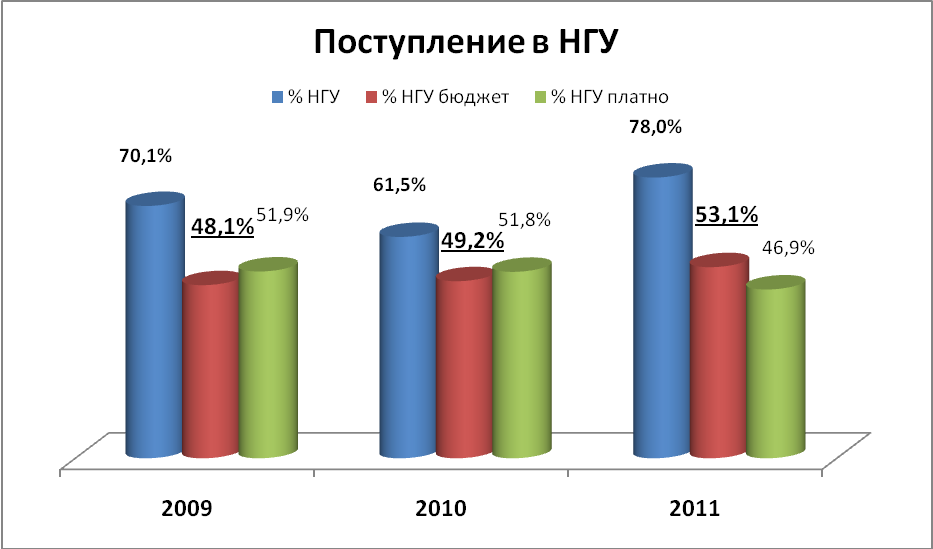 Поступление в НГУ
% НГУ % НГУ бюджет % НГУ платно
70,1% 48,1% 51,9%
61,5% 49,2% 51,8%
78,0% 53,1% 46,9%
2009 2010 2011